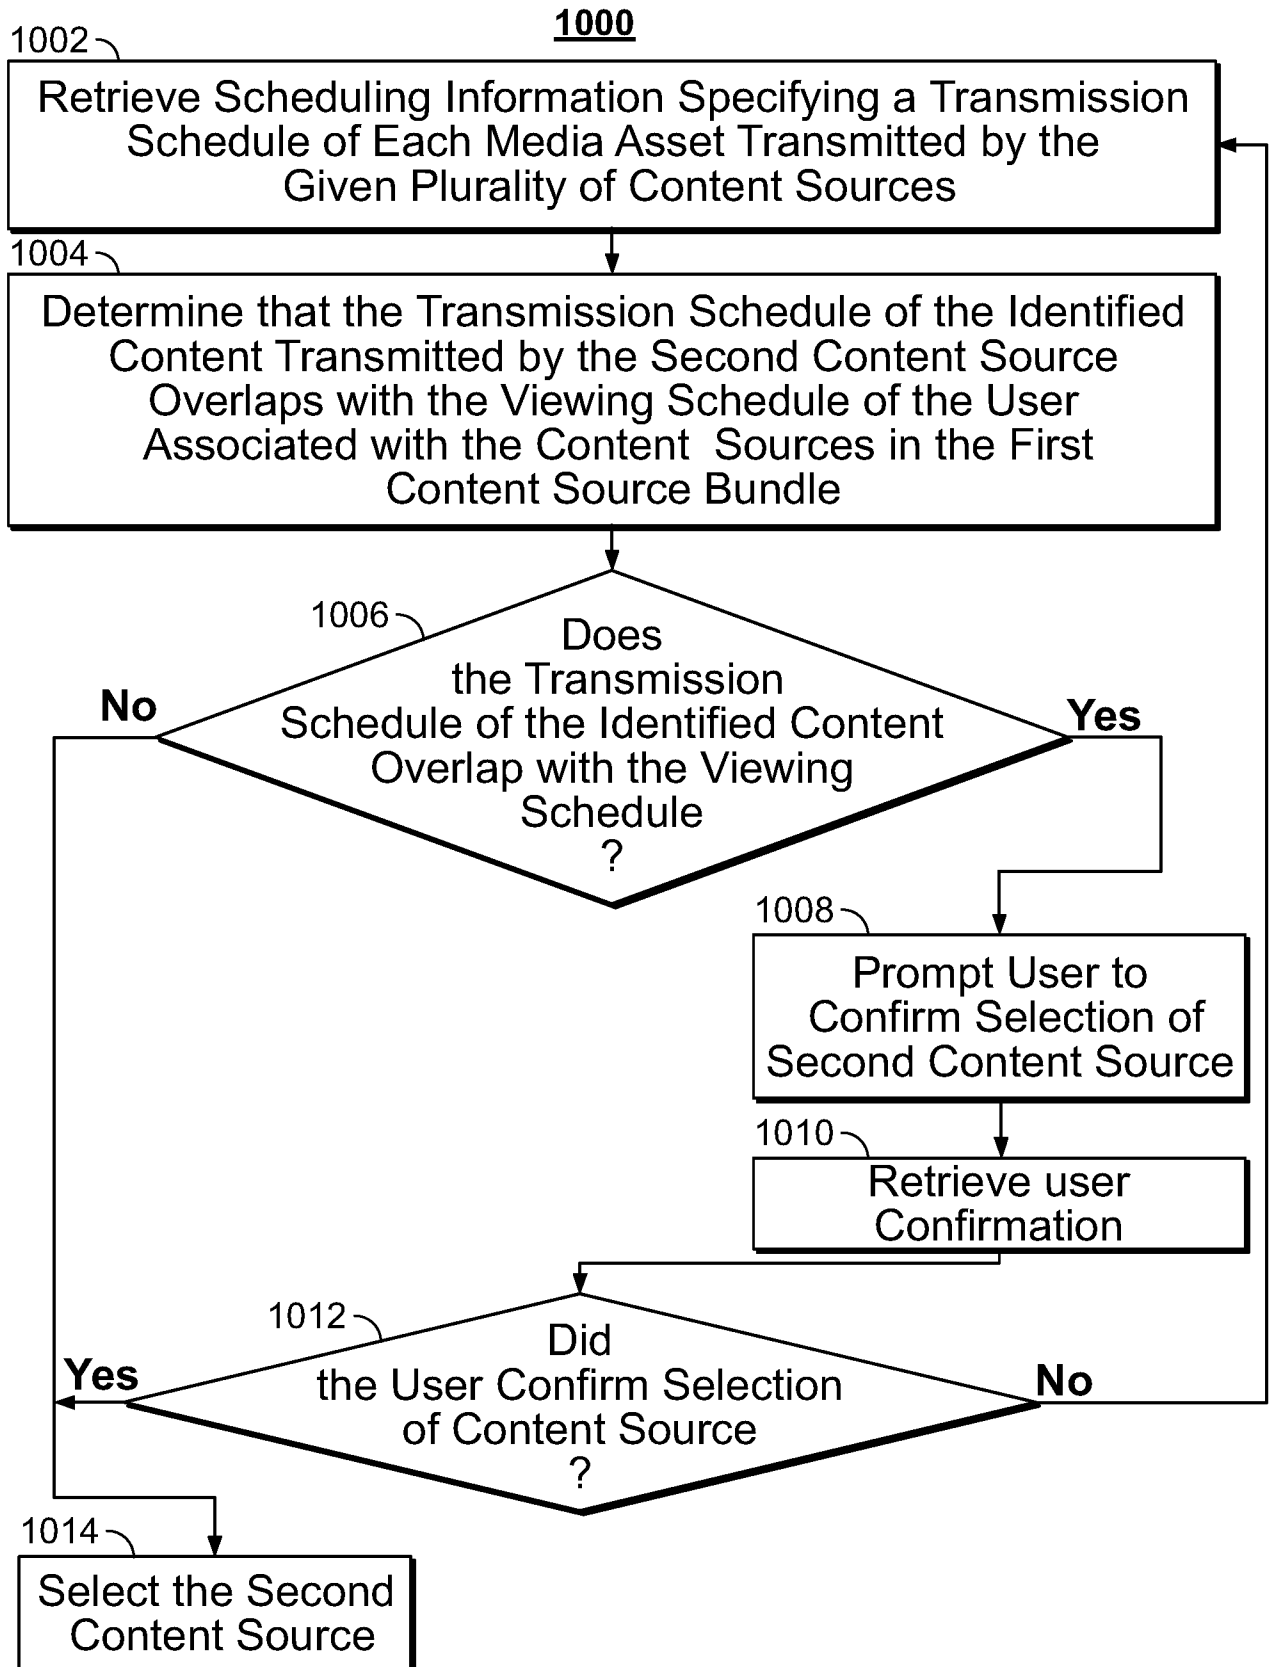 1000
1002
Retrieve Scheduling Information Specifying a Transmission
Schedule of Each Media Asset Transmitted by the
Given Plurality of Content Sources
1004
Determine that the Transmission Schedule of the Identified
Content Transmitted by the Second Content Source
Overlaps with the Viewing Schedule of the User
Associated with the Content Sources in the First
Content Source Bundle
1006
Does
the Transmission
Schedule of the Identified Content
Overlap with the Viewing
Schedule
?
No
Yes
1008
Prompt User to
Confirm Selection of
Second Content Source
1010
Retrieve user
Confirmation
1012
Did
the User Confirm Selection
of Content Source
?
Yes
No
1014
Select the Second
Content Source